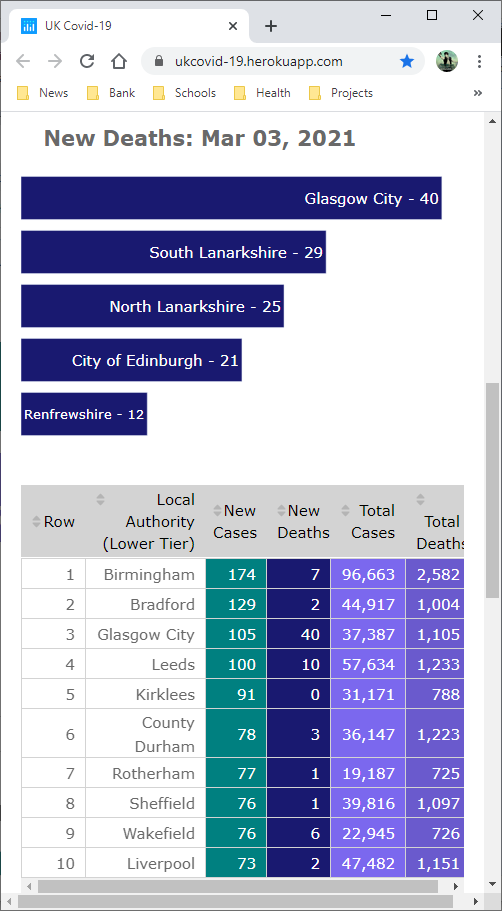 UK Covid-19
ukcovid-19.herokuapp.com
News Bank Schools Health Projects »
New Deaths: Mar 03, 2021
Glasgow City - 40
South Lanarkshire - 29
North Lanarkshire - 25
City of Edinburgh - 21
Renfrewshire - 12
Row Local Authority (Lower Tier) New Cases New Deaths Total Cases Total Deaths
1 Birmingham 174 7 96,663 2,582
2 Bradford 129 2 44,917 1,004
3 Glasgow City 105 40 37,387 1,105
4 Leeds 100 10 57,634 1,233
5 Kirklees 91 0 31,171 788
6 County Durham 78 3 36,147 1,223
7 Rotherham 77 1 19,187 725
8 Sheffield 76 1 39,816 1,097
9 Wakefield 76 6 22,945 726
10 Liverpool 73 2 47,482 1,151